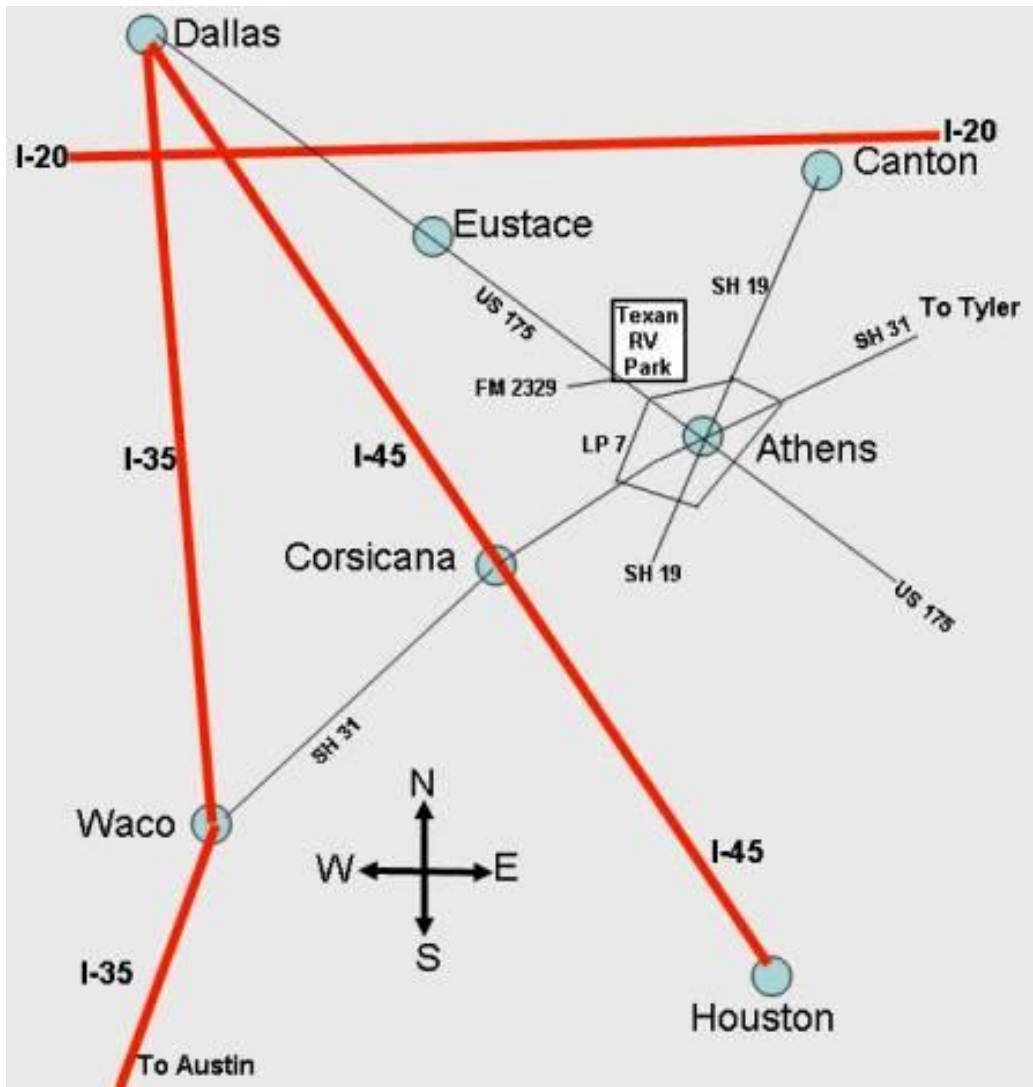 Dallas
I-20
I-20
Canton
Eustace
SH 19
To Tyler
US 175
SH 31
Texan
RV
Park
FM 2329
LP 7
Athens
I-35
I-45
Corsicana
SH 19
US 175
SH 31
N
Waco
W
E
I-45
S
I-35
Houston
To Austin